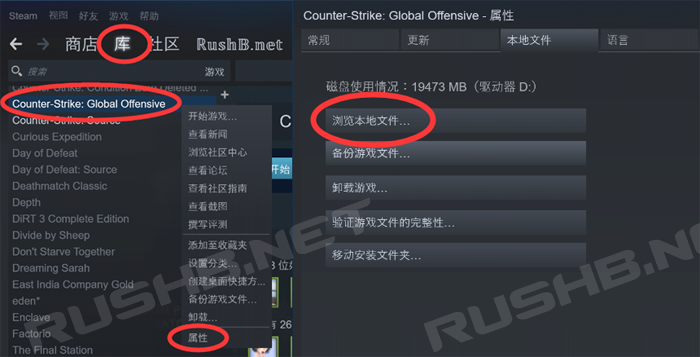 Steam 视图 好友 游戏 帮助
商店 库 社区 RushB.net
搜索 游戏
Counter-Strike: Condition Zero Deleted ...
Counter-Strike: Global Offensive
Counter-Strike: Source
Curious Expedition
Day of Defeat
Day of Defeat: Source
Deathmatch Classic
Depth
DiRT 3 Complete Edition
Divide by Sheep
Don't Starve Together
Dreaming Sarah
East India Company Gold
eden*
Enclave
Factorio
The Final Station
开始游戏...
查看新闻
浏览社区中心
查看论坛
查看社区指南
查看截图
撰写评测
添加至收藏夹
设置分类...
创建桌面快捷方...
备份游戏文件...
卸载...
属性
C
开始
3 位好
有 26
RUSHB.NET
Counter-Strike: Global Offensive - 属性
常规 更新 本地文件 语言
磁盘使用情况：19473 MB（驱动器 D:）
浏览本地文件...
备份游戏文件...
卸载游戏...
验证游戏文件的完整性...
移动安装文件夹...
RUSHB.NET